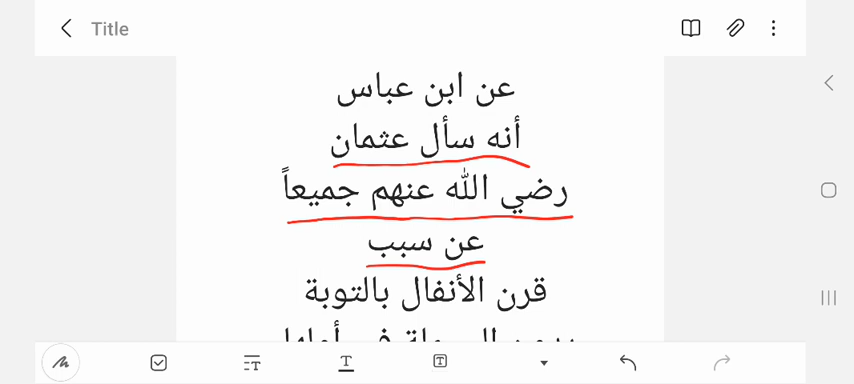 Title
عن ابن عباس
أنه سأل عثمان
رضي الله عنهم جميعاً
عن سبب
قرن الأنفال بالتوبة